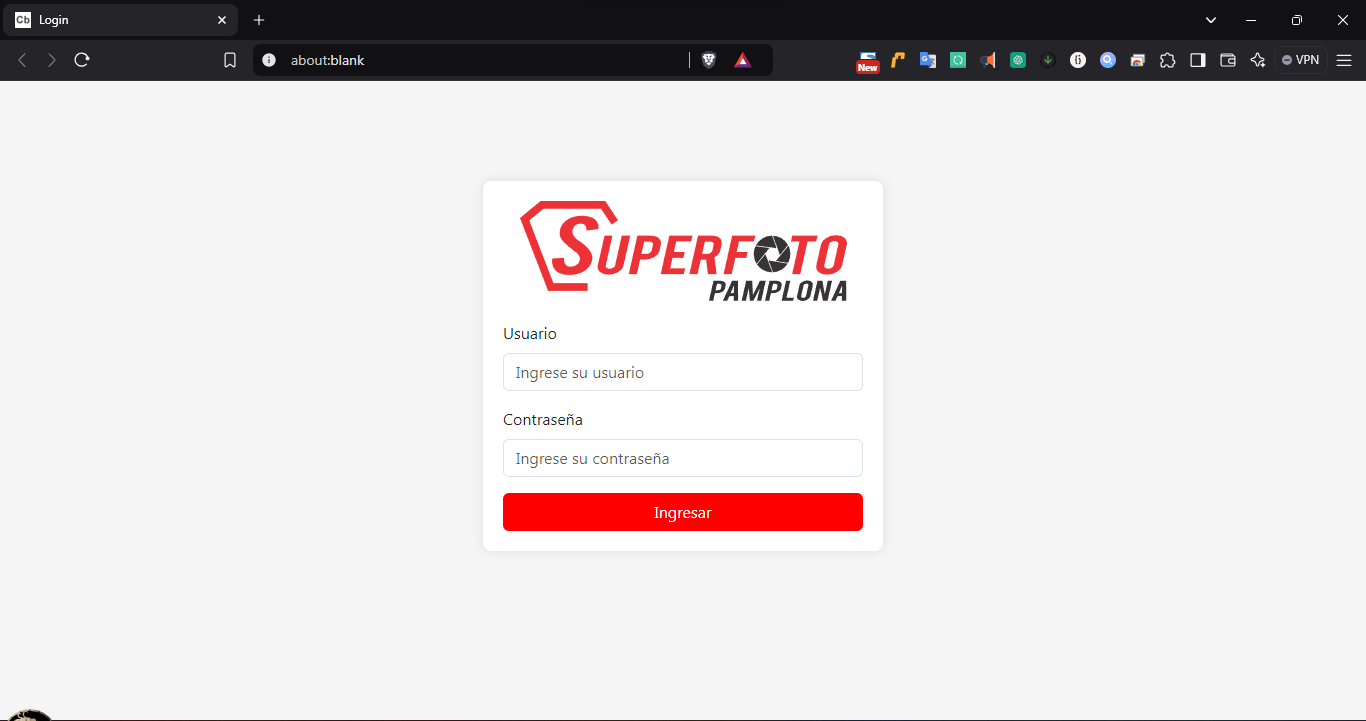 Cb Login
about:blank
New
VPN
SUPERFOTO
PAMPLONA
Usuario
Ingrese su usuario
Contraseña
Ingrese su contraseña
Ingresar